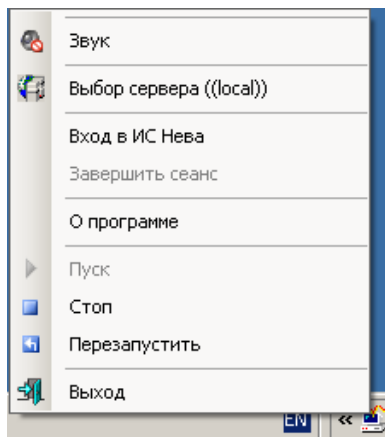 Звук
Выбор сервера ((local))
Вход в ИС Нева
Завершить сеанс
О программе
Пуск
Стоп
Перезапустить
Выход
EN «